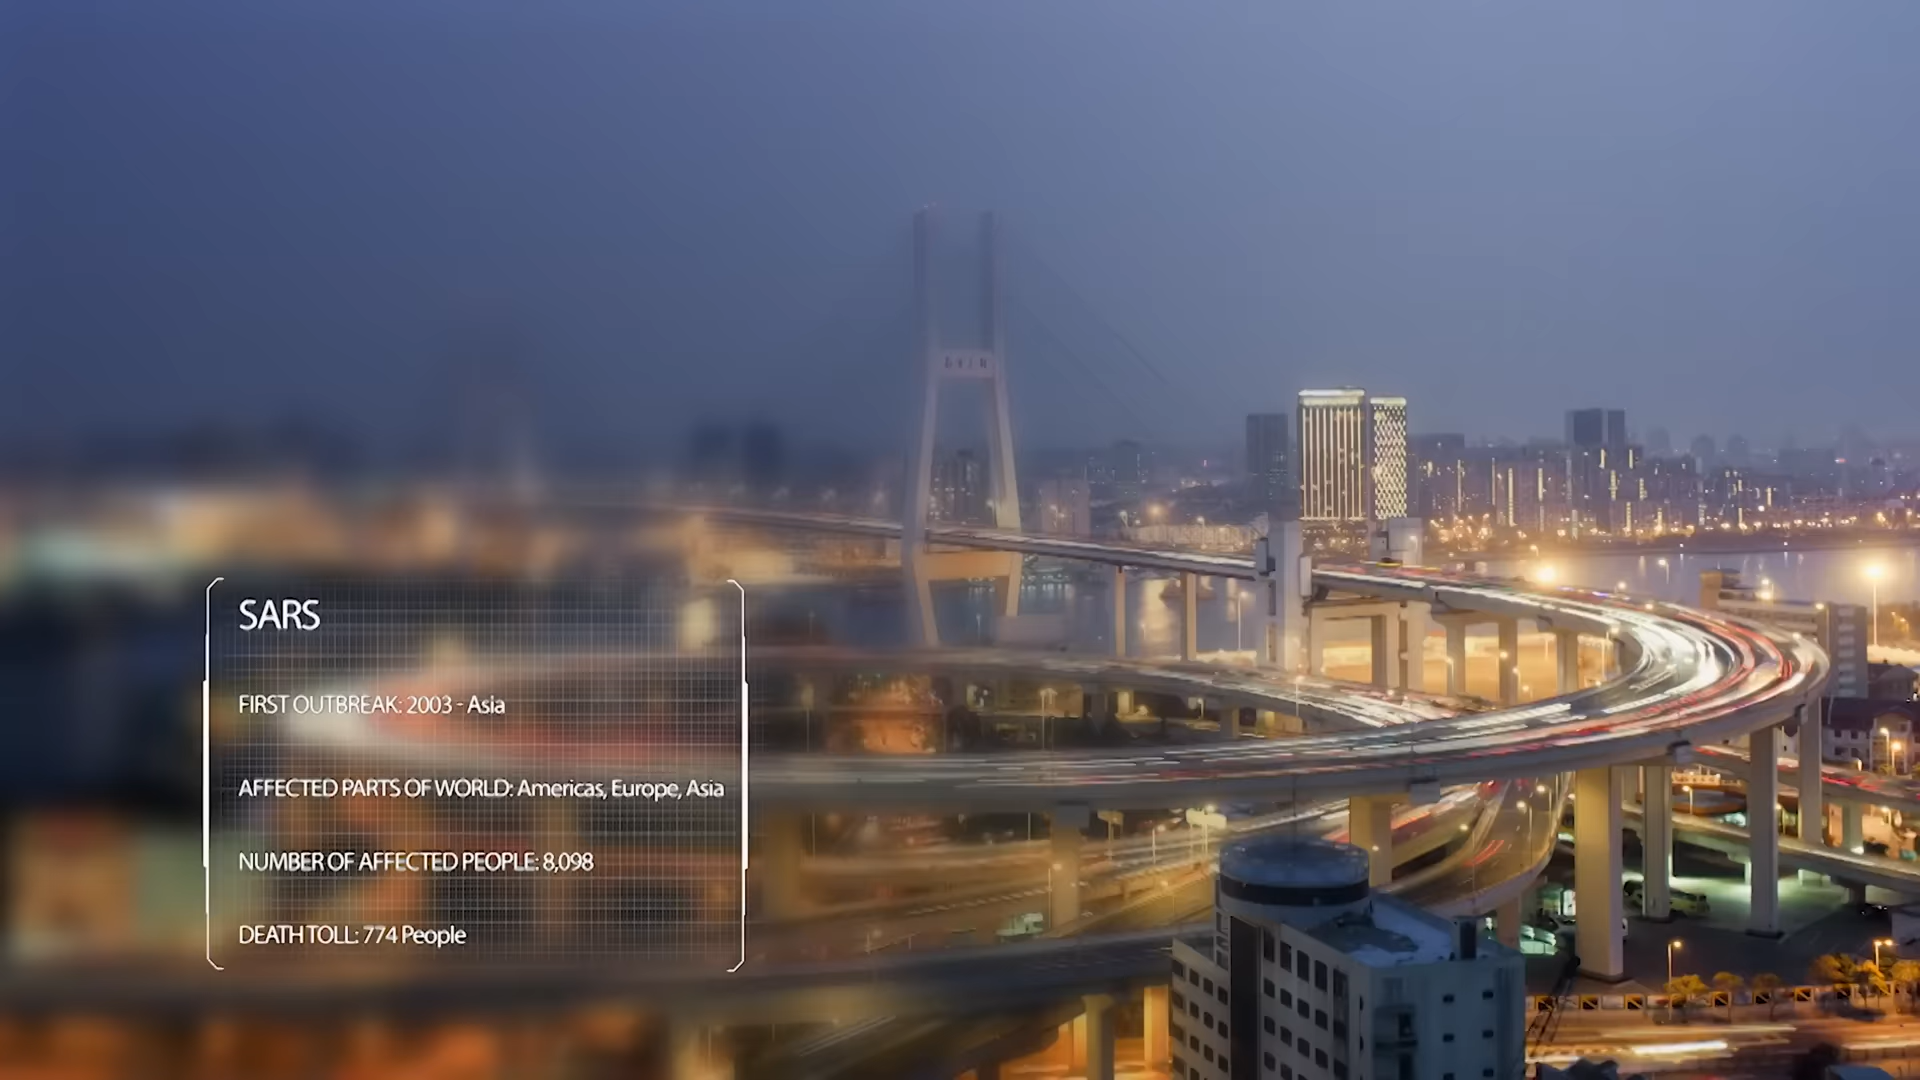 SARS
FIRST OUTBREAK: 2003 - Asia
AFFECTED PARTS OF WORLD: Americas, Europe, Asia
NUMBER OF AFFECTED PEOPLE: 8,098
DEATH TOLL: 774 People